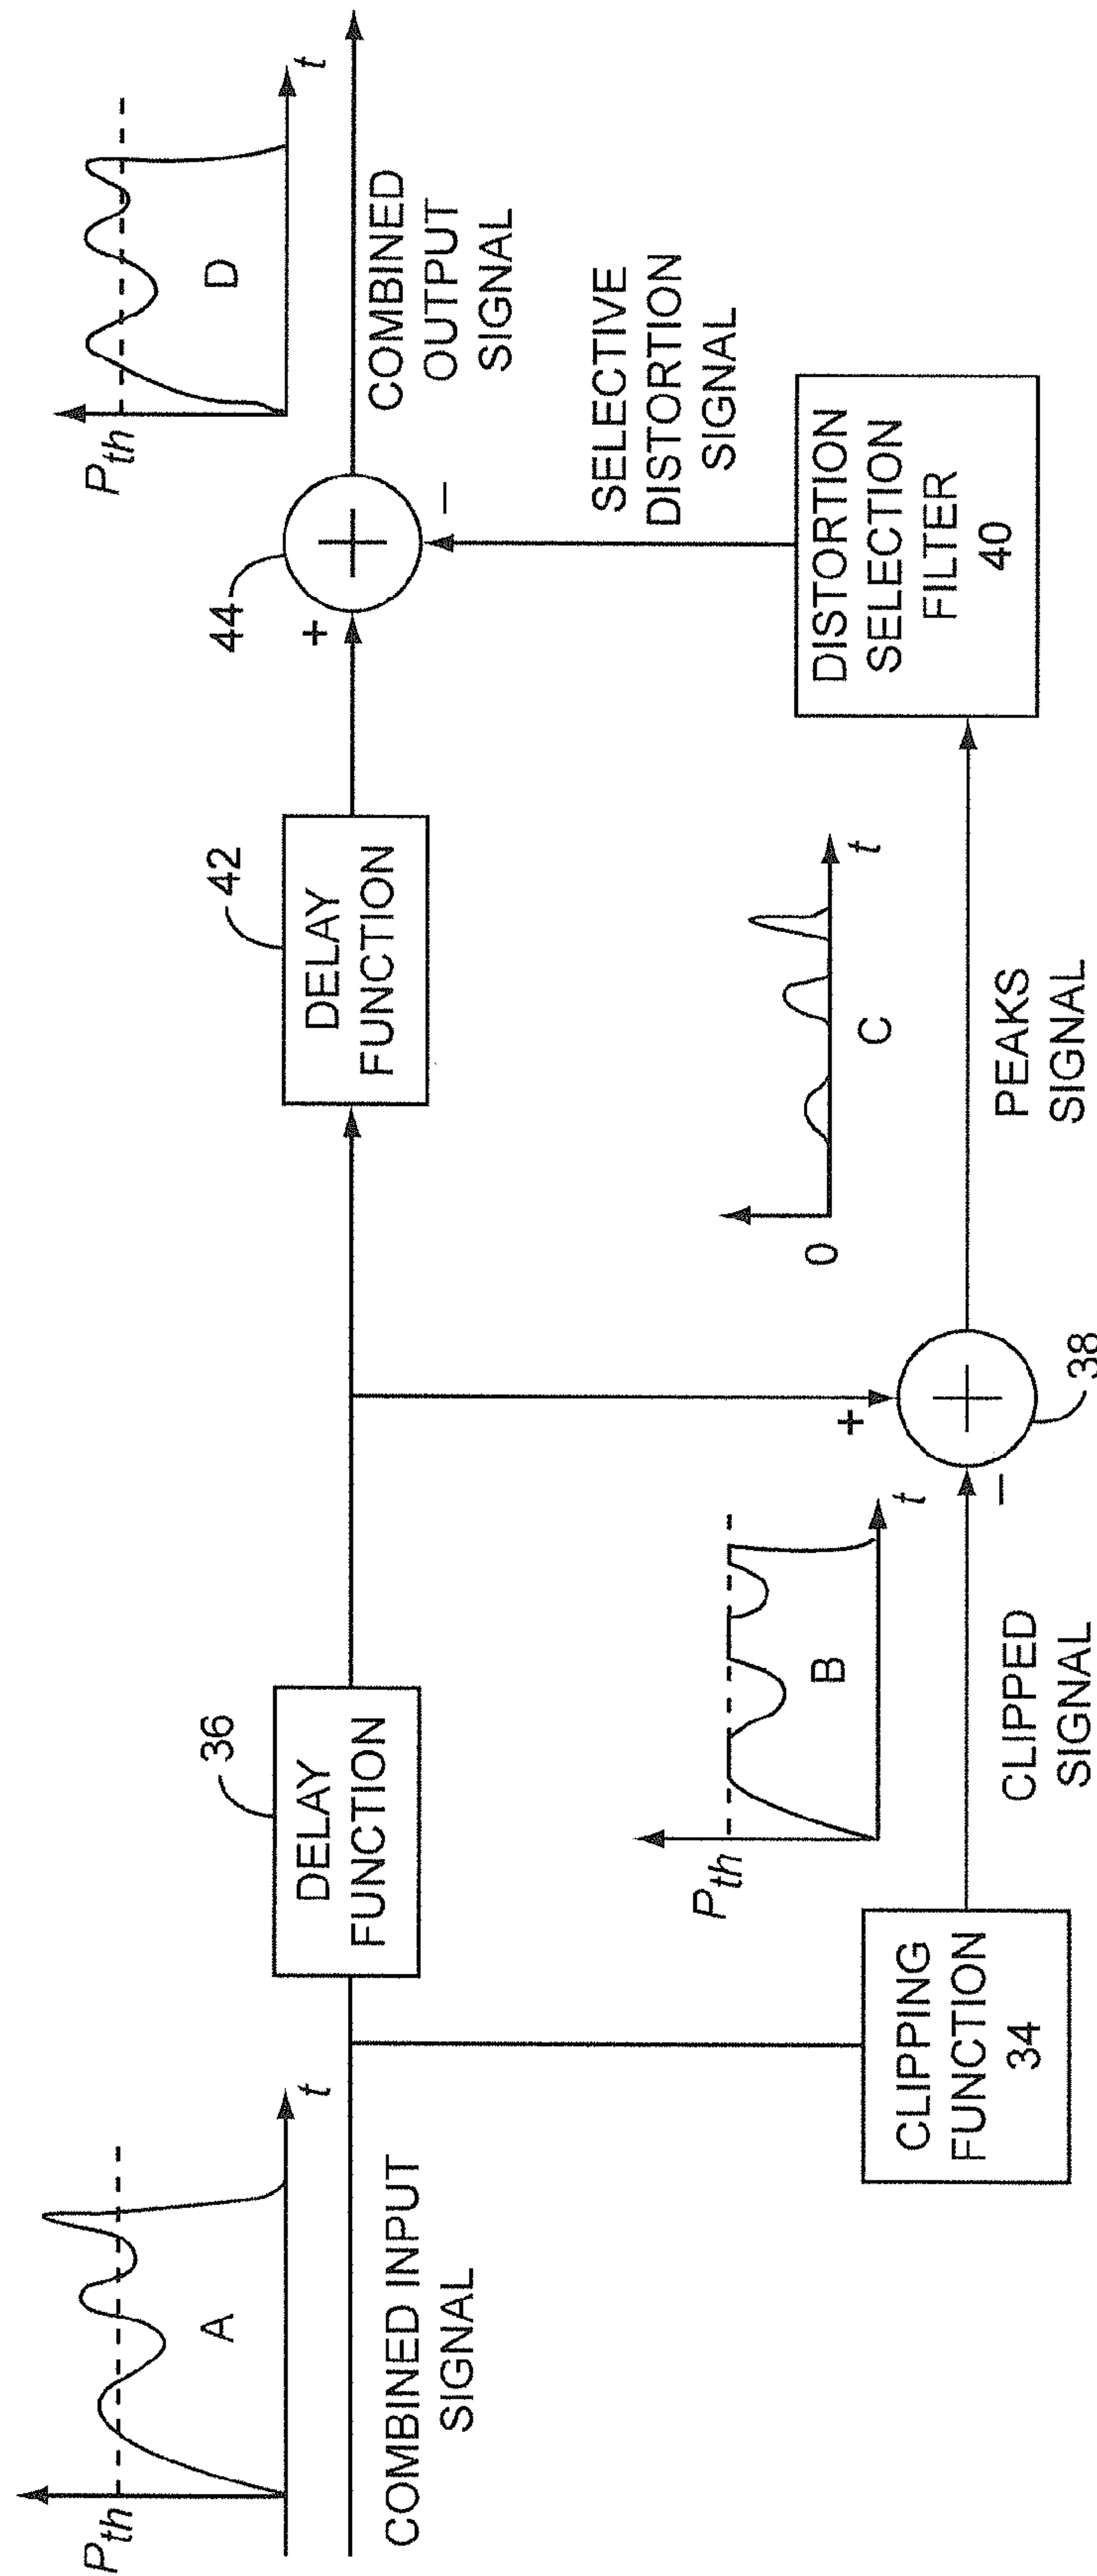 P_th
A
t
COMBINED INPUT
SIGNAL
36
DELAY
FUNCTION
CLIPPING
FUNCTION
34
P_th
B
t
CLIPPED
SIGNAL
+
−
38
0
C
t
PEAKS
SIGNAL
42
DELAY
FUNCTION
DISTORTION
SELECTION
FILTER
40
SELECTIVE
DISTORTION
SIGNAL
44
+
−
P_th
D
t
COMBINED
OUTPUT
SIGNAL